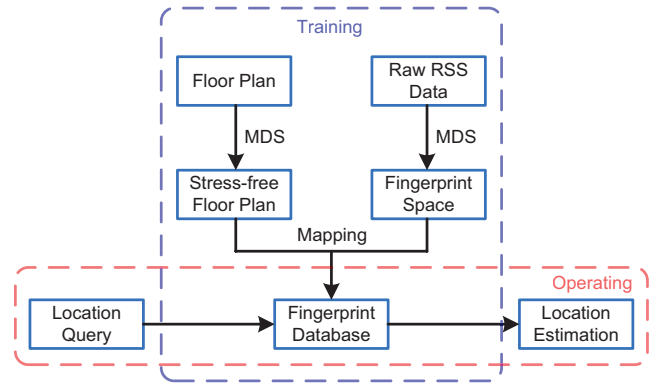 Training
Floor Plan
Raw RSS
Data
MDS
MDS
Stress-free
Floor Plan
Fingerprint
Space
Mapping
Operating
Location
Query
Fingerprint
Database
Location
Estimation